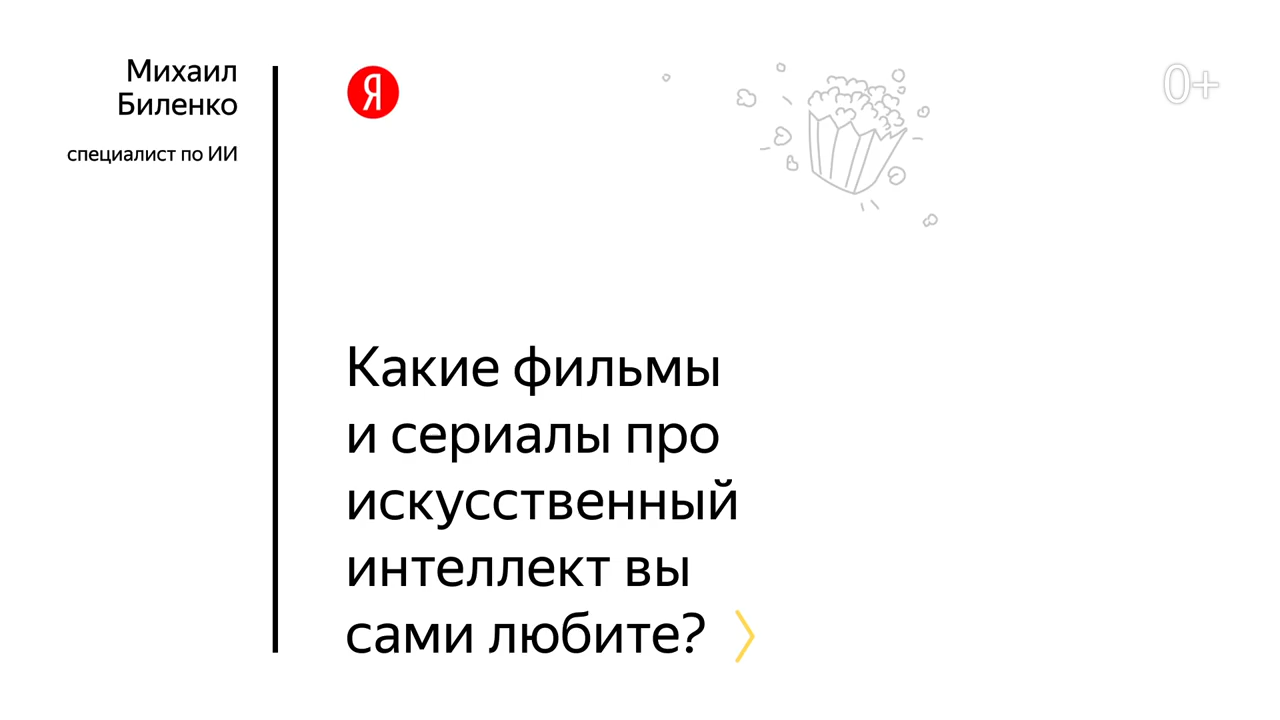 Михаил
Биленко
специалист по ИИ
Я
0+
Какие фильмы
и сериалы про
искусственный
интеллект вы
сами любите?